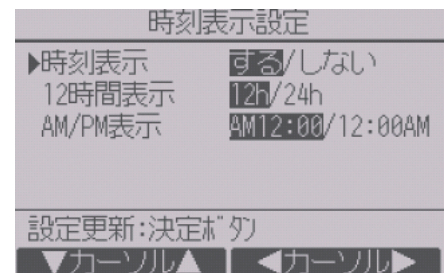 時刻表示設定
▶時刻表示 する/しない
12時間表示 12h/24h
AM/PM表示 AM12:00/12:00AM
設定更新:決定ボタン
▼カーソル▲ ◀カーソル▶